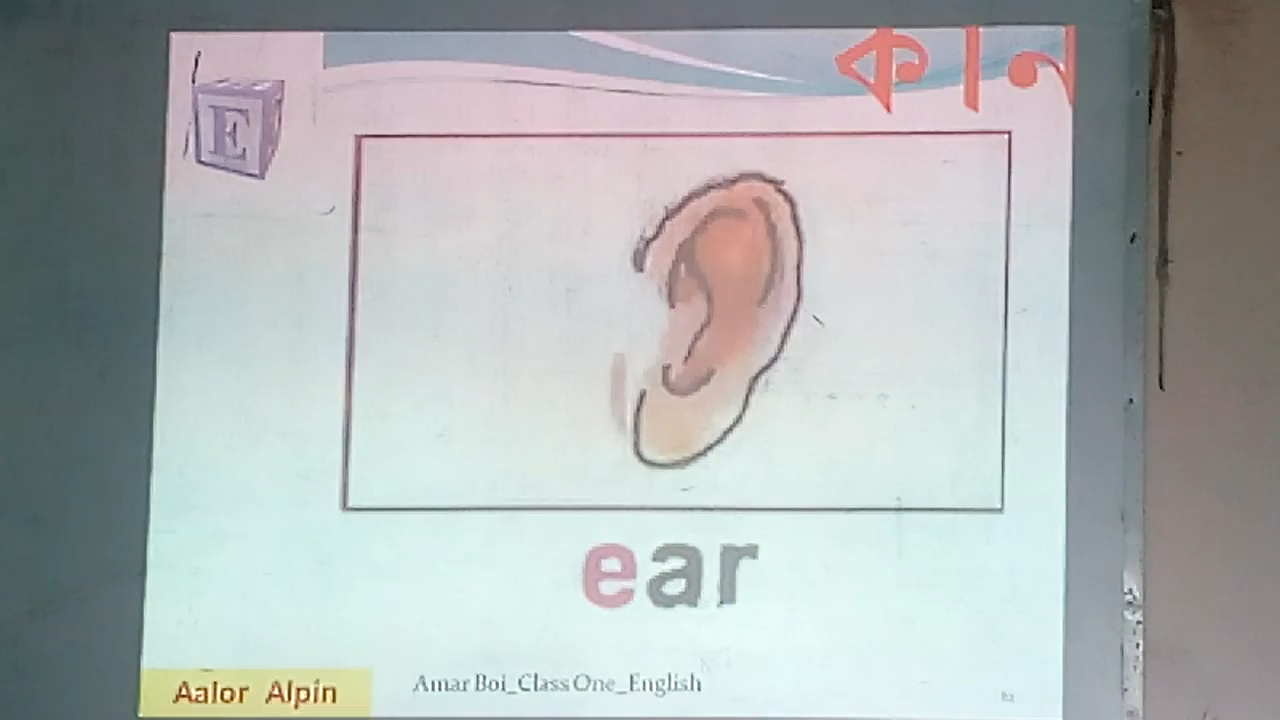 কান
E
ear
Aalor Alpin
Amar Boi_Class One_English